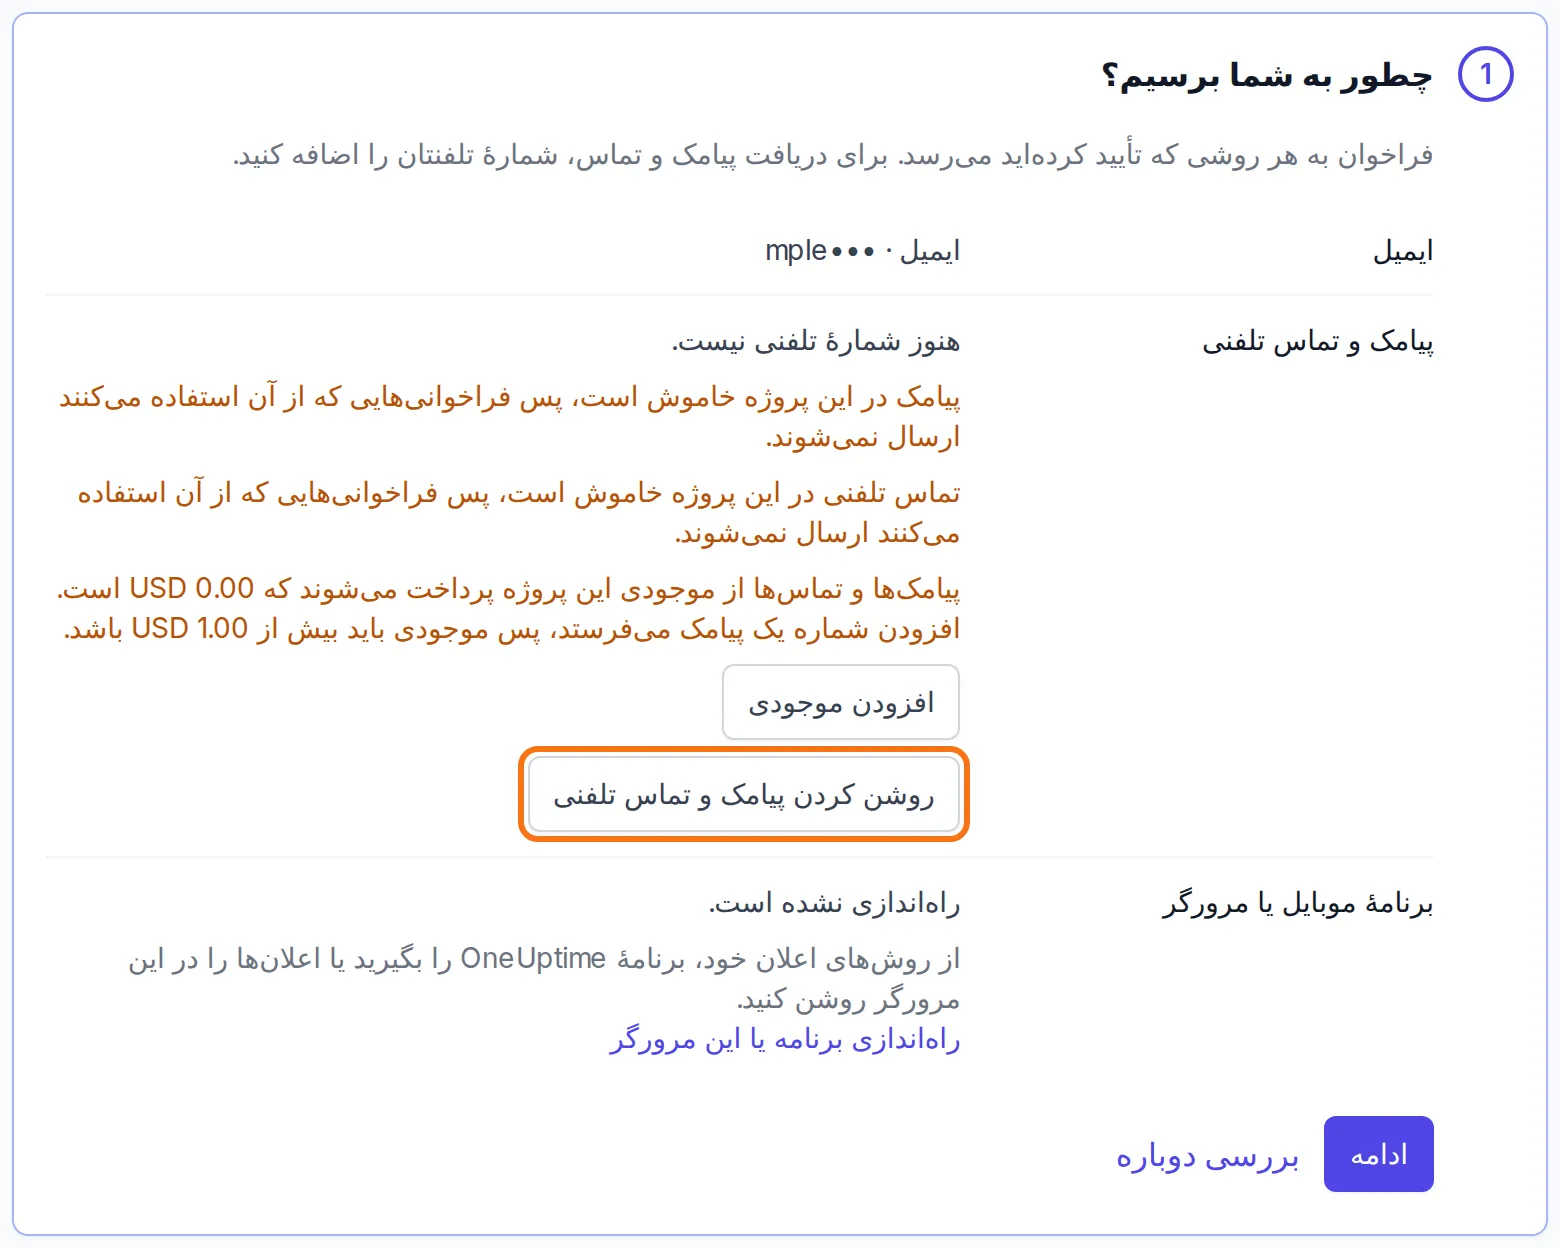 1
چطور به شما برسیم؟
فراخوان به هر روشی که تأیید کرده‌اید می‌رسد. برای دریافت پیامک و تماس، شمارهٔ تلفنتان را اضافه کنید.
ایمیل
ایمیل · •••mple
پیامک و تماس تلفنی
هنوز شمارهٔ تلفنی نیست.
پیامک در این پروژه خاموش است، پس فراخوانی‌هایی که از آن استفاده می‌کنند
ارسال نمی‌شوند.
تماس تلفنی در این پروژه خاموش است، پس فراخوانی‌هایی که از آن استفاده
می‌کنند ارسال نمی‌شوند.
پیامک‌ها و تماس‌ها از موجودی این پروژه پرداخت می‌شوند که 0.00 USD است.
افزودن شماره یک پیامک می‌فرستد، پس موجودی باید بیش از 1.00 USD باشد.
افزودن موجودی
روشن کردن پیامک و تماس تلفنی
برنامهٔ موبایل یا مرورگر
راه‌اندازی نشده است.
از روش‌های اعلان خود، برنامهٔ OneUptime را بگیرید یا اعلان‌ها را در این
مرورگر روشن کنید.
راه‌اندازی برنامه یا این مرورگر
ادامه
بررسی دوباره